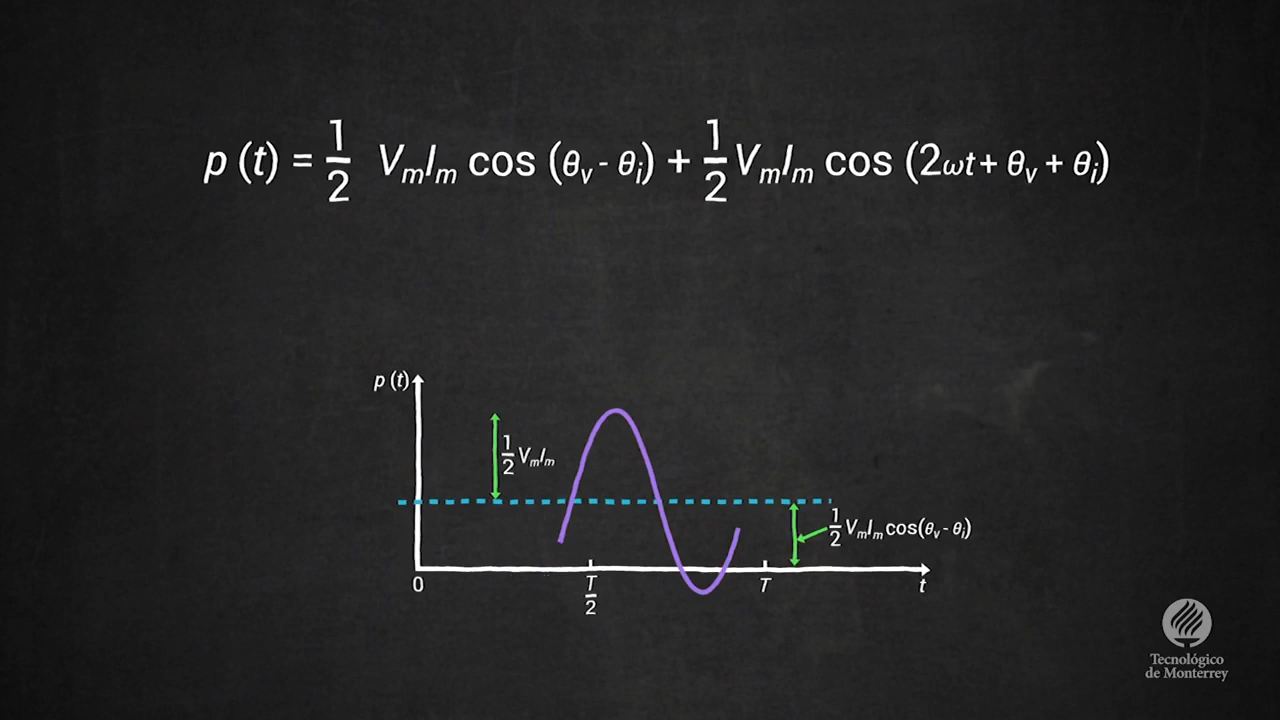 p (t) = 1/2 VₘIₘ cos (θᵥ - θᵢ) + 1/2 VₘIₘ cos (2ωt + θᵥ + θᵢ)
p (t)
1/2 VₘIₘ
1/2 VₘIₘ cos(θᵥ - θᵢ)
0
T/2
T
t
Tecnológico
de Monterrey